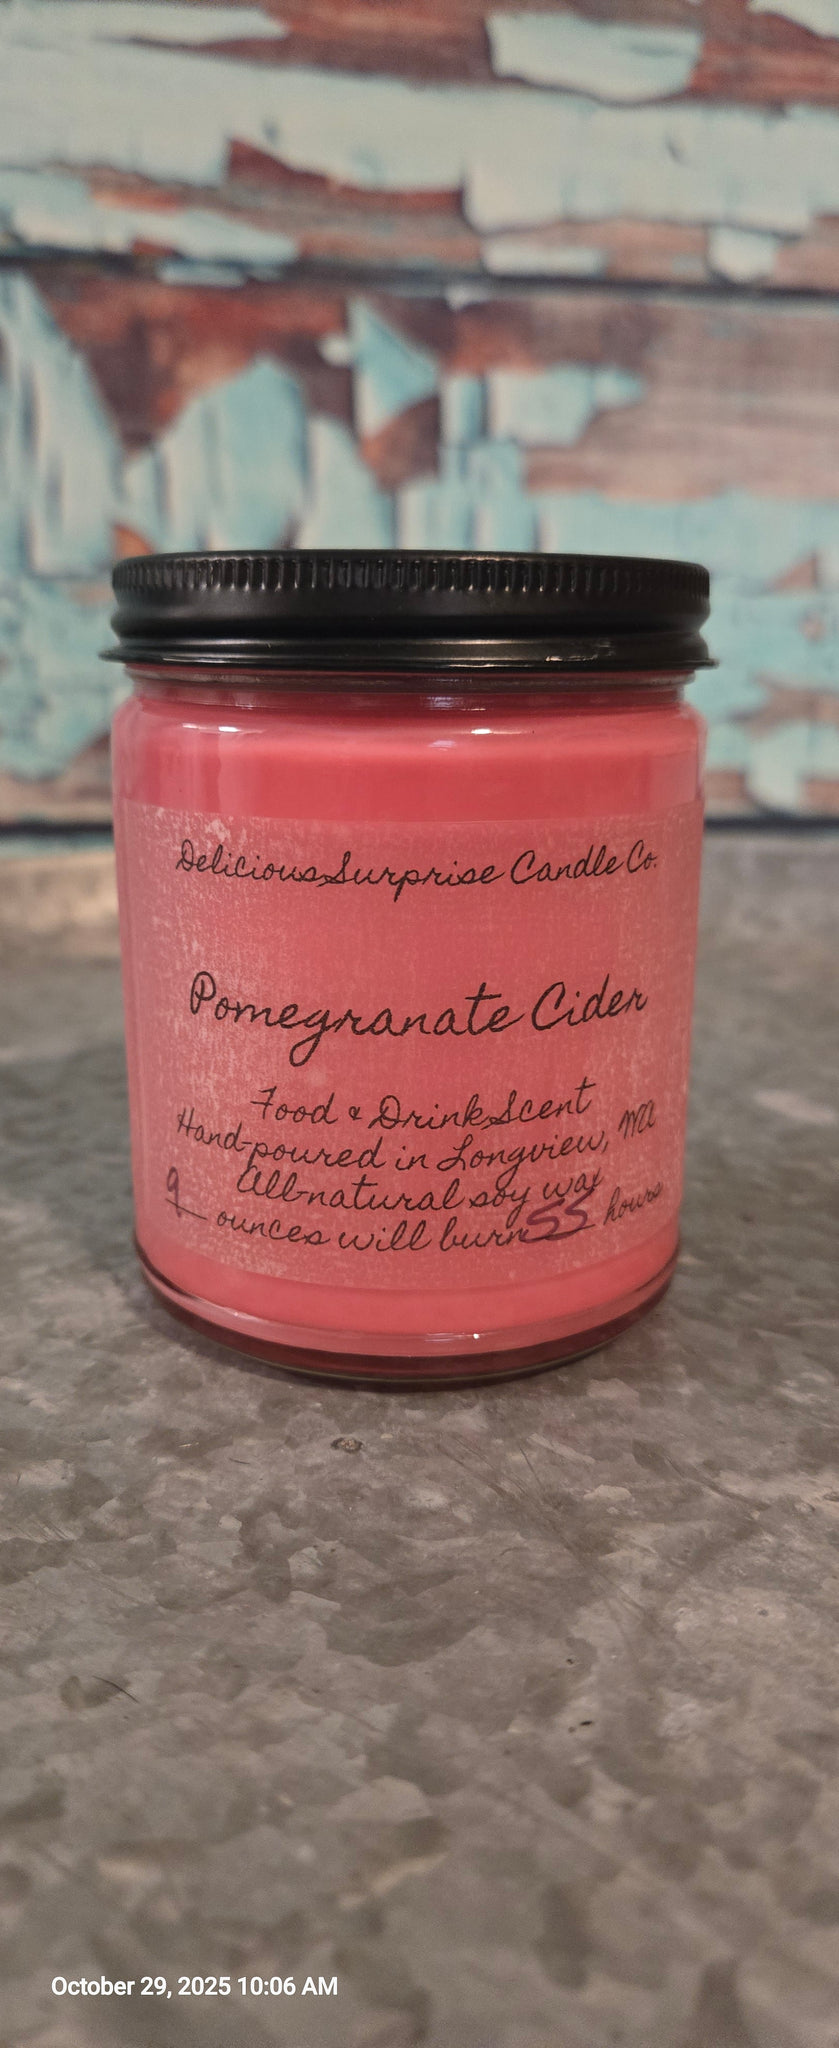 Delicious Surprise Candle Co.
Pomegranate Cider
Food & Drink Scent
Hand-poured in Longview, WA
All-natural soy wax
9 ounces will burn 55 hours
October 29, 2025 10:06 AM